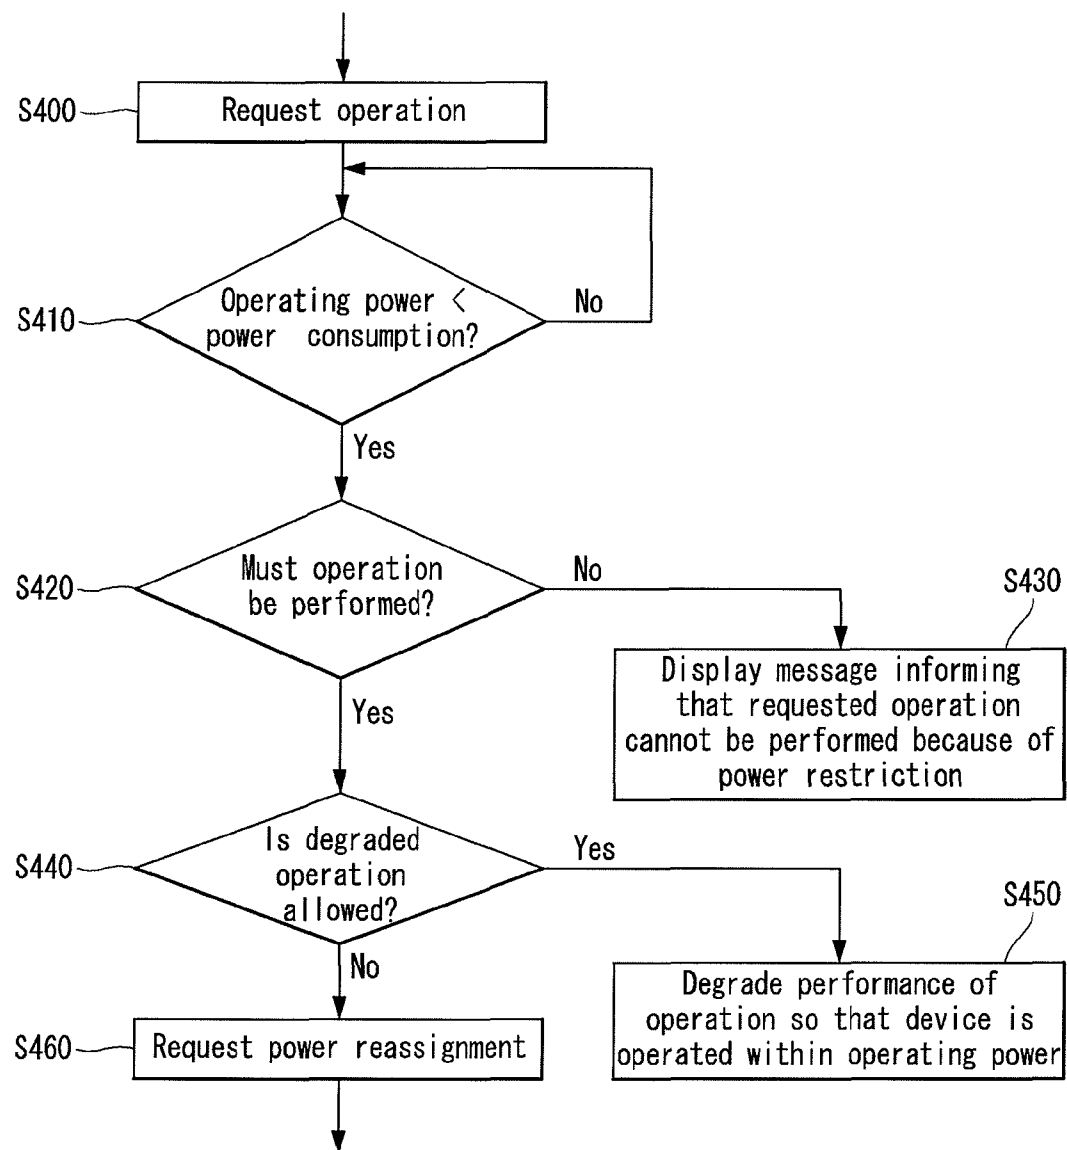 S400
Request operation
S410
Operating power <
power consumption?
No
Yes
S420
Must operation
be performed?
No
S430
Display message informing
that requested operation
cannot be performed because of
power restriction
Yes
S440
Is degraded
operation
allowed?
Yes
S450
Degrade performance of
operation so that device is
operated within operating power
No
S460
Request power reassignment